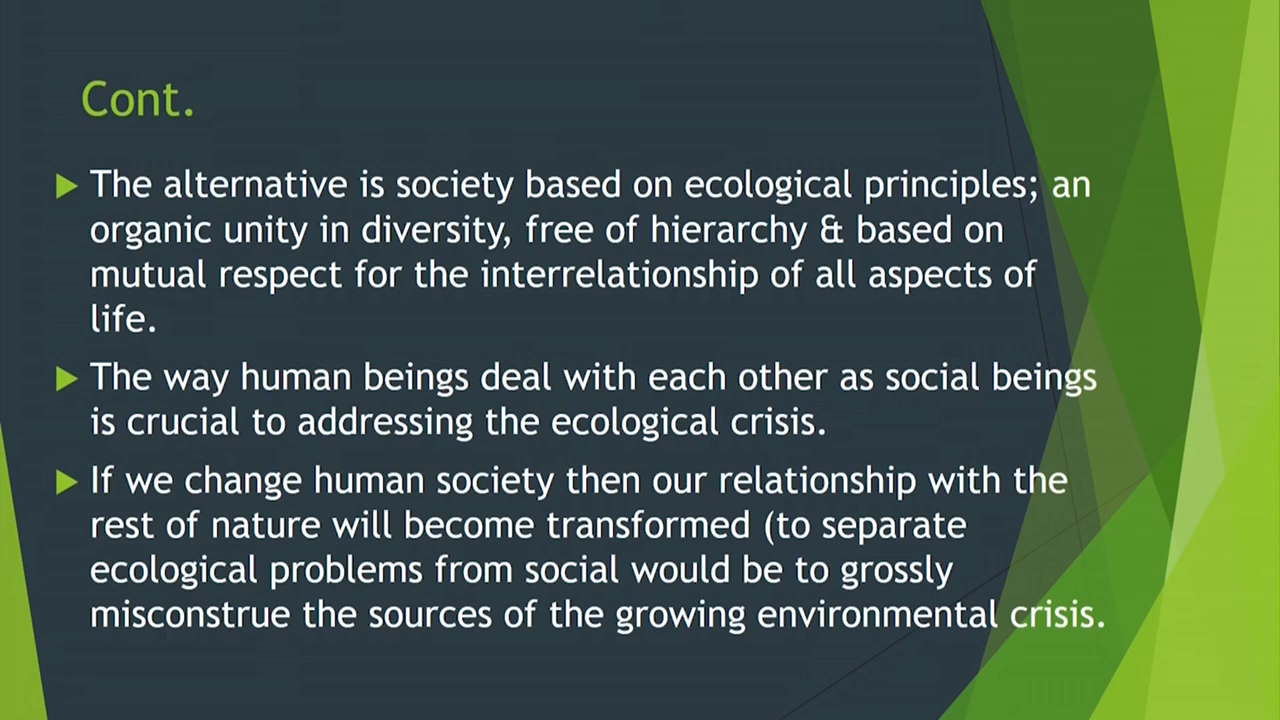 Cont.
The alternative is society based on ecological principles; an
organic unity in diversity, free of hierarchy & based on
mutual respect for the interrelationship of all aspects of
life.
The way human beings deal with each other as social beings
is crucial to addressing the ecological crisis.
If we change human society then our relationship with the
rest of nature will become transformed (to separate
ecological problems from social would be to grossly
misconstrue the sources of the growing environmental crisis.